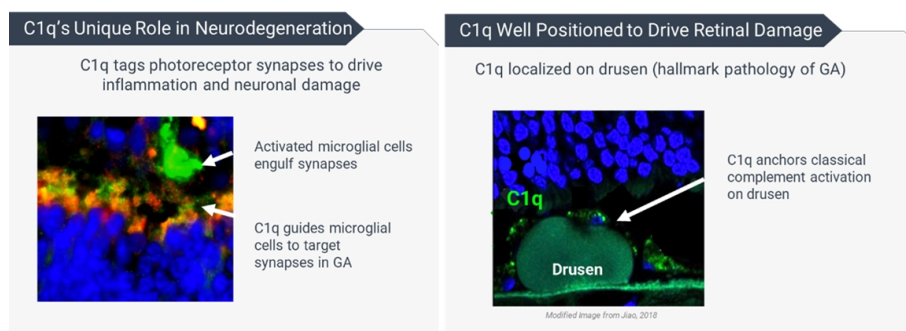 C1q's Unique Role in Neurodegeneration
C1q tags photoreceptor synapses to drive
inflammation and neuronal damage
Activated microglial cells
engulf synapses
C1q guides microglial
cells to target
synapses in GA
C1q Well Positioned to Drive Retinal Damage
C1q localized on drusen (hallmark pathology of GA)
C1q
Drusen
C1q anchors classical
complement activation
on drusen
Modified Image from Jiao, 2018